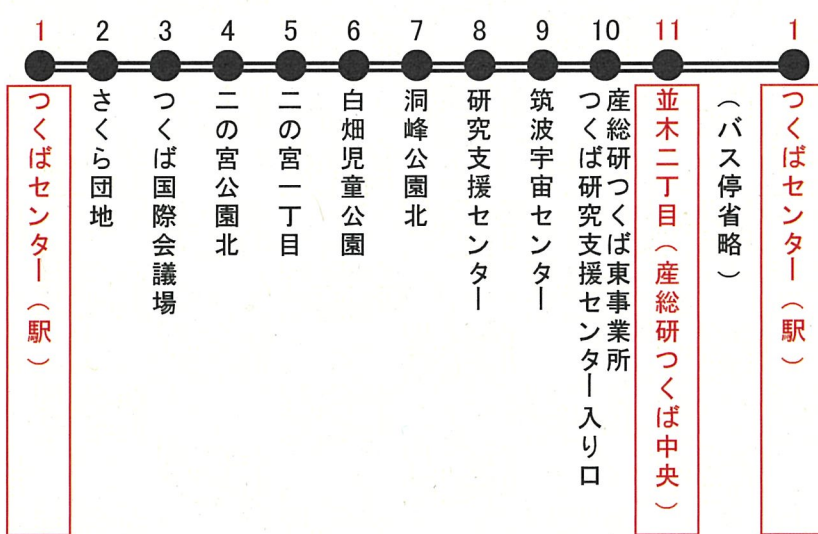 1 2 3 4 5 6 7 8 9 10 11 1
つくばセンター（駅）
さくら団地
つくば国際会議場
二の宮公園北
二の宮一丁目
白畑児童公園
洞峰公園北
研究支援センター
筑波宇宙センター
産総研つくば東事業所
つくば研究支援センター入り口
並木二丁目（産総研つくば中央）
（バス停省略）
つくばセンター（駅）